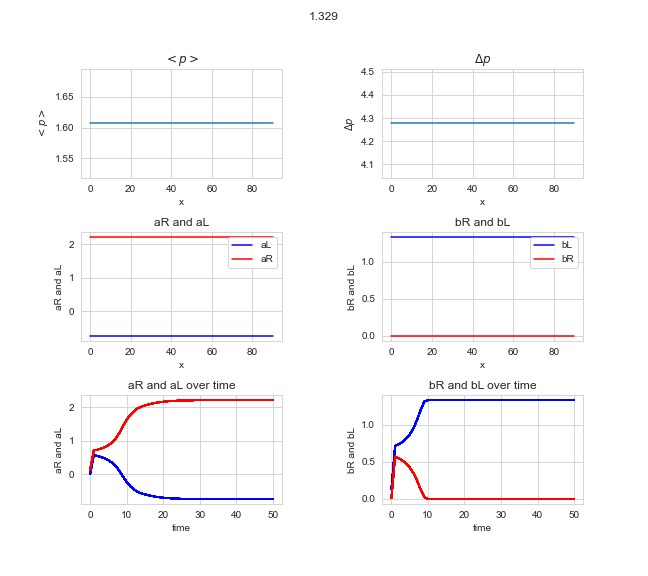 1.329
< p >
Δp
1.65
1.60
1.55
< p >
0 20 40 60 80
x
4.5
4.4
4.3
4.2
4.1
Δp
0 20 40 60 80
x
aR and aL
bR and bL
2
1
0
aR and aL
aL
aR
0 20 40 60 80
x
1.0
0.5
0.0
bR and bL
bL
bR
0 20 40 60 80
x
aR and aL over time
bR and bL over time
2
1
0
aR and aL
0 10 20 30 40 50
time
1.0
0.5
0.0
bR and bL
0 10 20 30 40 50
time